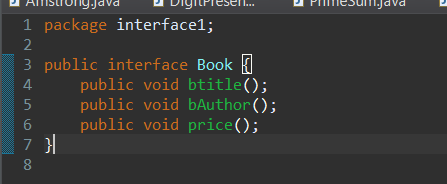 Amstrong.java DigitPresen... PrimeSum.java
1 package interface1;
2
3 public interface Book {
4 public void btitle();
5 public void bAuthor();
6 public void price();
7 }
8